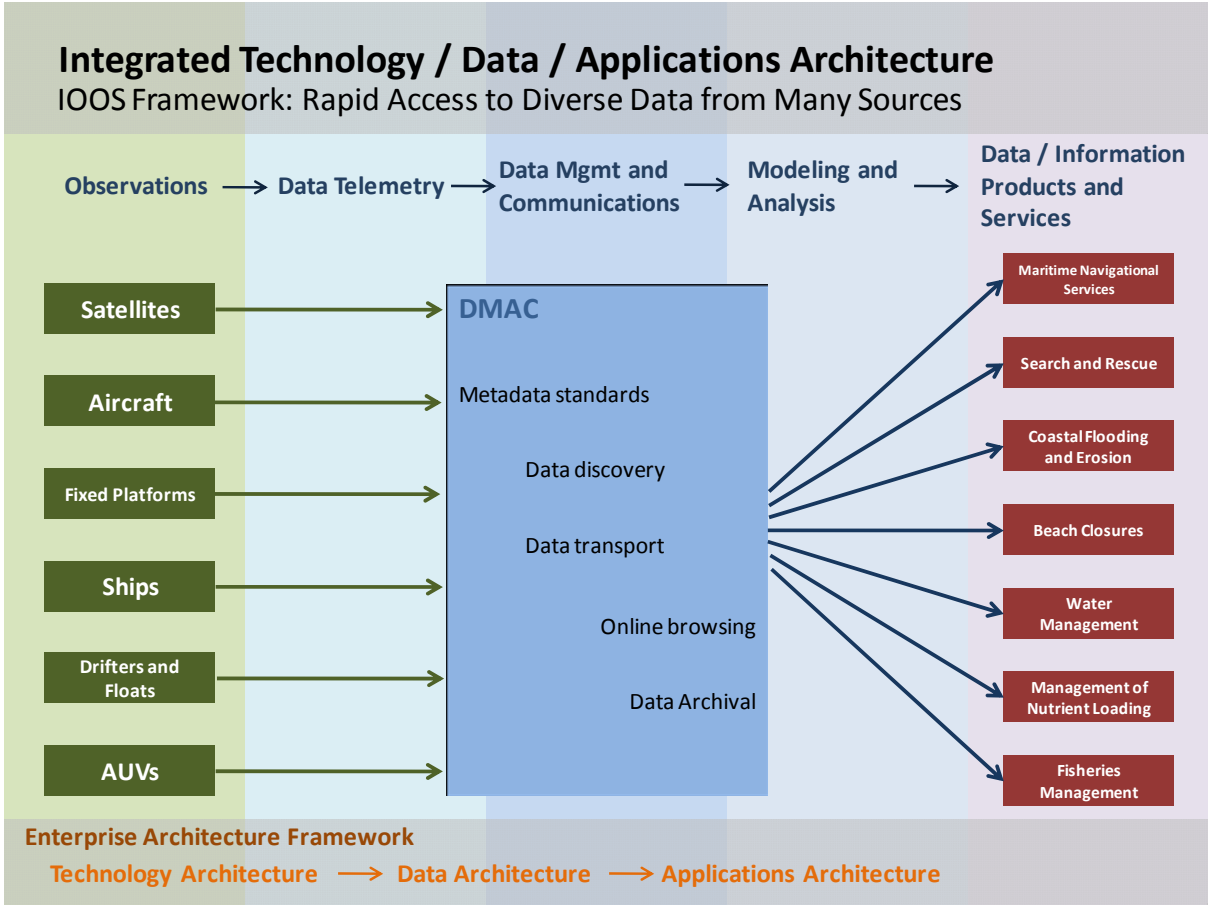 Integrated Technology / Data / Applications Architecture
IOOS Framework: Rapid Access to Diverse Data from Many Sources
Observations
Data Telemetry
Data Mgmt and
Communications
Modeling and
Analysis
Data / Information
Products and
Services
Satellites
Aircraft
Fixed Platforms
Ships
Drifters and
Floats
AUVs
DMAC
Metadata standards
Data discovery
Data transport
Online browsing
Data Archival
Maritime Navigational
Services
Search and Rescue
Coastal Flooding
and Erosion
Beach Closures
Water
Management
Management of
Nutrient Loading
Fisheries
Management
Enterprise Architecture Framework
Technology Architecture
Data Architecture
Applications Architecture